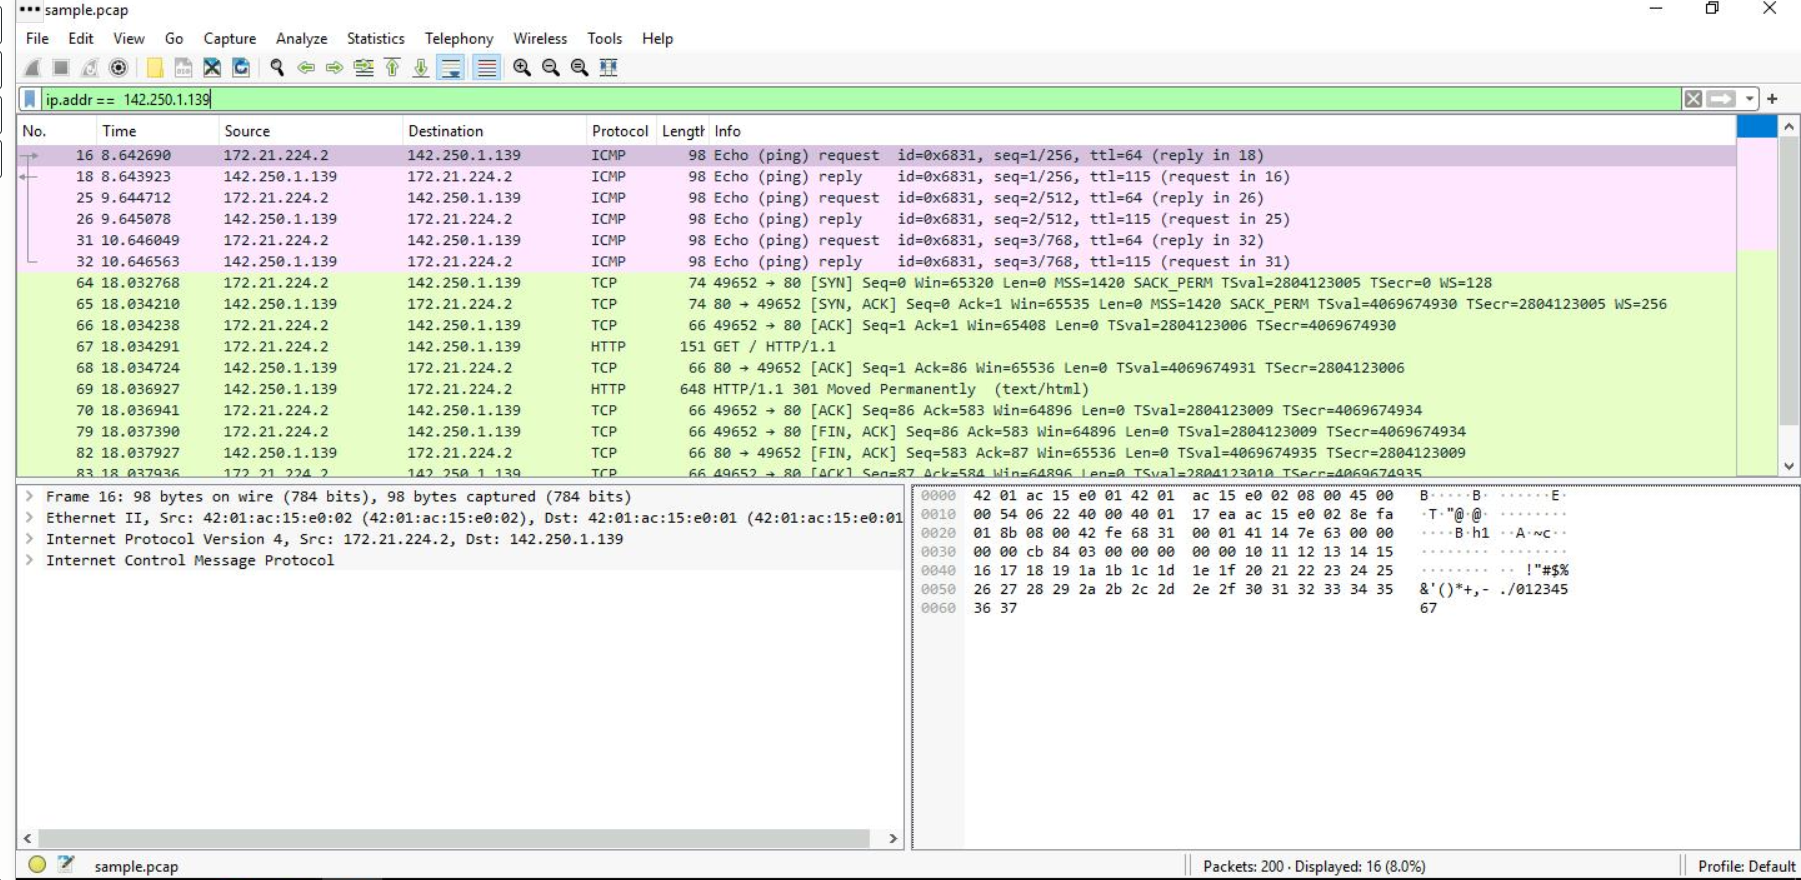 sample.pcap
File Edit View Go Capture Analyze Statistics Telephony Wireless Tools Help
ip.addr == 142.250.1.139
No. Time Source Destination Protocol Length Info
16 8.642690 172.21.224.2 142.250.1.139 ICMP 98 Echo (ping) request id=0x6831, seq=1/256, ttl=64 (reply in 18)
18 8.643923 142.250.1.139 172.21.224.2 ICMP 98 Echo (ping) reply id=0x6831, seq=1/256, ttl=115 (request in 16)
25 9.644712 172.21.224.2 142.250.1.139 ICMP 98 Echo (ping) request id=0x6831, seq=2/512, ttl=64 (reply in 26)
26 9.645078 142.250.1.139 172.21.224.2 ICMP 98 Echo (ping) reply id=0x6831, seq=2/512, ttl=115 (request in 25)
31 10.646049 172.21.224.2 142.250.1.139 ICMP 98 Echo (ping) request id=0x6831, seq=3/768, ttl=64 (reply in 32)
32 10.646563 142.250.1.139 172.21.224.2 ICMP 98 Echo (ping) reply id=0x6831, seq=3/768, ttl=115 (request in 31)
64 18.032768 172.21.224.2 142.250.1.139 TCP 74 49652 → 80 [SYN] Seq=0 Win=65320 Len=0 MSS=1420 SACK_PERM TSval=2804123005 TSecr=0 WS=128
65 18.034210 142.250.1.139 172.21.224.2 TCP 74 80 → 49652 [SYN, ACK] Seq=0 Ack=1 Win=65535 Len=0 MSS=1420 SACK_PERM TSval=4069674930 TSecr=2804123005 WS=256
66 18.034238 172.21.224.2 142.250.1.139 TCP 66 49652 → 80 [ACK] Seq=1 Ack=1 Win=65408 Len=0 TSval=2804123006 TSecr=4069674930
67 18.034291 172.21.224.2 142.250.1.139 HTTP 151 GET / HTTP/1.1
68 18.034724 142.250.1.139 172.21.224.2 TCP 66 80 → 49652 [ACK] Seq=1 Ack=86 Win=65536 Len=0 TSval=4069674931 TSecr=2804123006
69 18.036927 142.250.1.139 172.21.224.2 HTTP 648 HTTP/1.1 301 Moved Permanently (text/html)
70 18.036941 172.21.224.2 142.250.1.139 TCP 66 49652 → 80 [ACK] Seq=86 Ack=583 Win=64896 Len=0 TSval=2804123009 TSecr=4069674934
79 18.037390 172.21.224.2 142.250.1.139 TCP 66 49652 → 80 [FIN, ACK] Seq=86 Ack=583 Win=64896 Len=0 TSval=2804123009 TSecr=4069674934
82 18.037927 142.250.1.139 172.21.224.2 TCP 66 80 → 49652 [FIN, ACK] Seq=583 Ack=87 Win=65536 Len=0 TSval=4069674935 TSecr=2804123009
83 18.037936 172.21.224.2 142.250.1.139 TCP 66 49652 → 80 [ACK] Seq=87 Ack=584 Win=64896 Len=0 TSval=2804123010 TSecr=4069674935
Frame 16: 98 bytes on wire (784 bits), 98 bytes captured (784 bits)
Ethernet II, Src: 42:01:ac:15:e0:02 (42:01:ac:15:e0:02), Dst: 42:01:ac:15:e0:01 (42:01:ac:15:e0:01
Internet Protocol Version 4, Src: 172.21.224.2, Dst: 142.250.1.139
Internet Control Message Protocol
0000 42 01 ac 15 e0 01 42 01 ac 15 e0 02 08 00 45 00 B·····B· ······E·
0010 00 54 06 22 40 00 40 01 17 ea ac 15 e0 02 8e fa ·T·"@·@· ········
0020 01 8b 08 00 42 fe 68 31 00 01 41 14 7e 63 00 00 ····B·h1 ··A·~c··
0030 00 00 cb 84 03 00 00 00 00 00 10 11 12 13 14 15 ········ ········
0040 16 17 18 19 1a 1b 1c 1d 1e 1f 20 21 22 23 24 25 ········ ·· !"#$%
0050 26 27 28 29 2a 2b 2c 2d 2e 2f 30 31 32 33 34 35 &'()*+,- ./012345
0060 36 37 67
sample.pcap Packets: 200 · Displayed: 16 (8.0%) Profile: Default